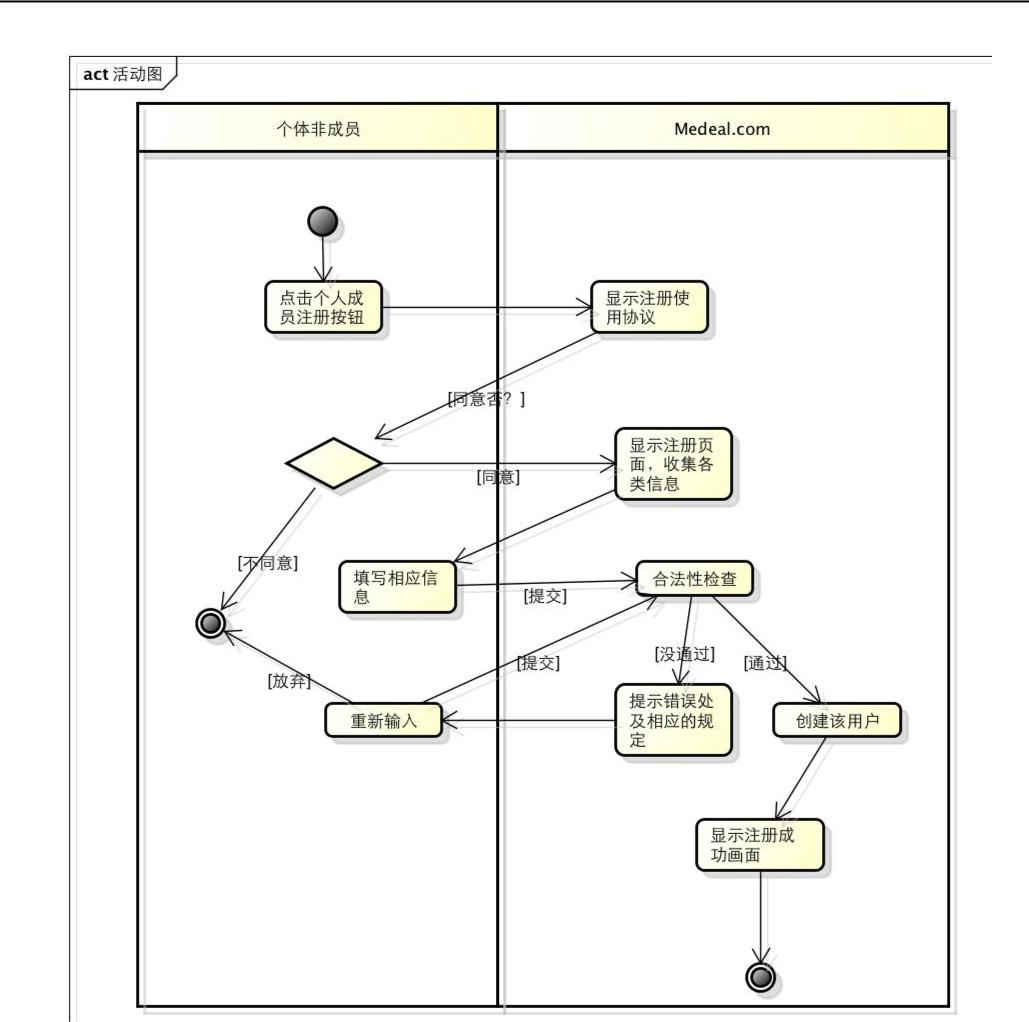 act 活动图
个体非成员
Medeal.com
点击个人成
员注册按钮
显示注册使
用协议
[同意否？]
显示注册页
面，收集各
类信息
[同意]
[不同意]
填写相应信
息
合法性检查
[提交]
[没通过]
[通过]
[提交]
[放弃]
重新输入
提示错误处
及相应的规
定
创建该用户
显示注册成
功画面